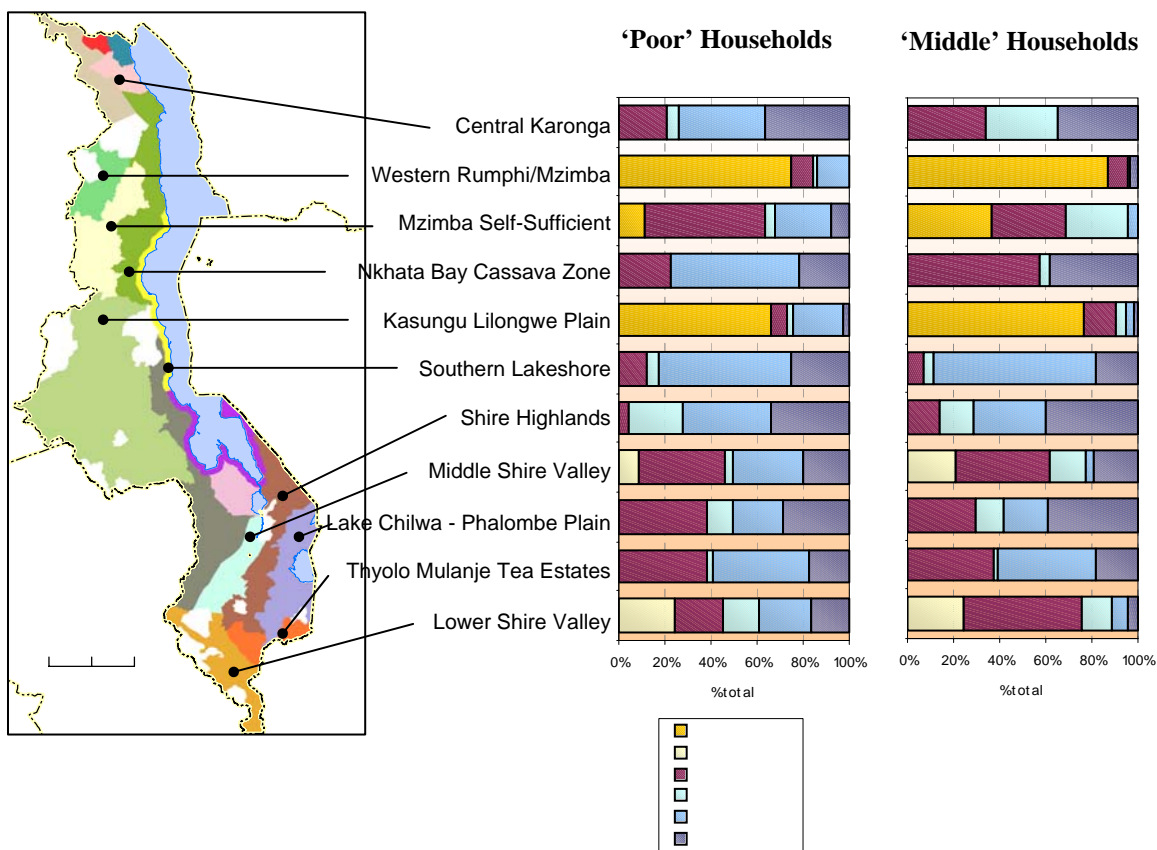 ‘Poor’ Households
‘Middle’ Households
Central Karonga
Western Rumphi/Mzimba
Mzimba Self-Sufficient
Nkhata Bay Cassava Zone
Kasungu Lilongwe Plain
Southern Lakeshore
Shire Highlands
Middle Shire Valley
Lake Chilwa - Phalombe Plain
Thyolo Mulanje Tea Estates
Lower Shire Valley
0% 20% 40% 60% 80% 100%
%total
0% 20% 40% 60% 80% 100%
%total